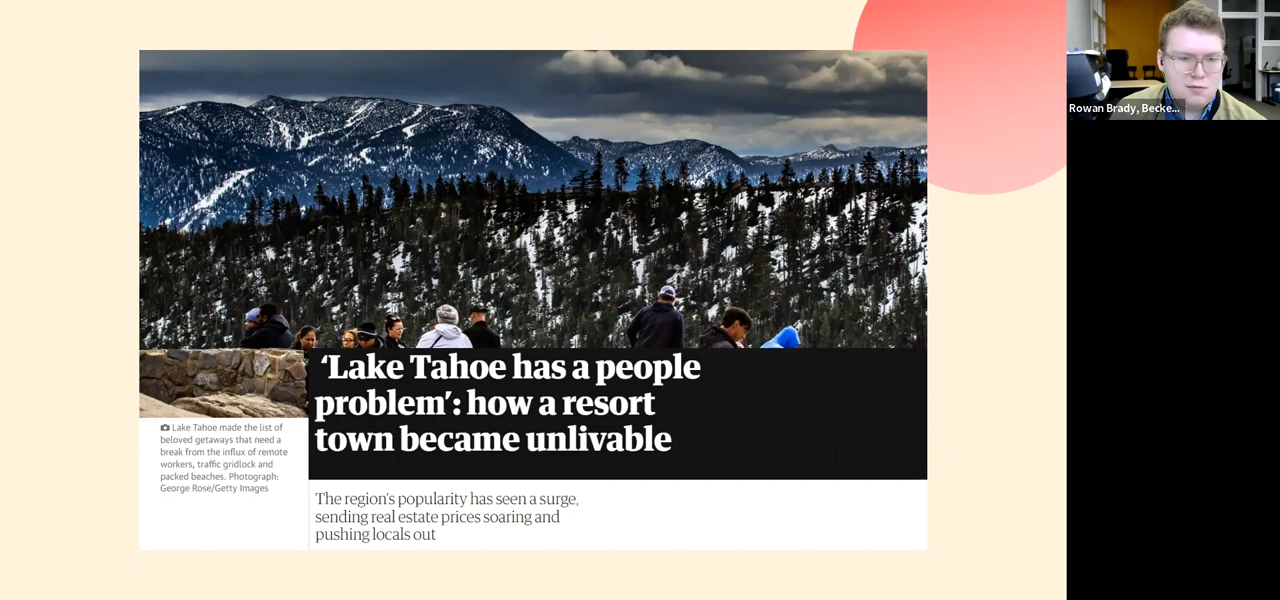 Rowan Brady, Becke...
‘Lake Tahoe has a people
problem’: how a resort
town became unlivable
Lake Tahoe made the list of
beloved getaways that need a
break from the influx of remote
workers, traffic gridlock and
packed beaches. Photograph:
George Rose/Getty Images
The region’s popularity has seen a surge,
sending real estate prices soaring and
pushing locals out